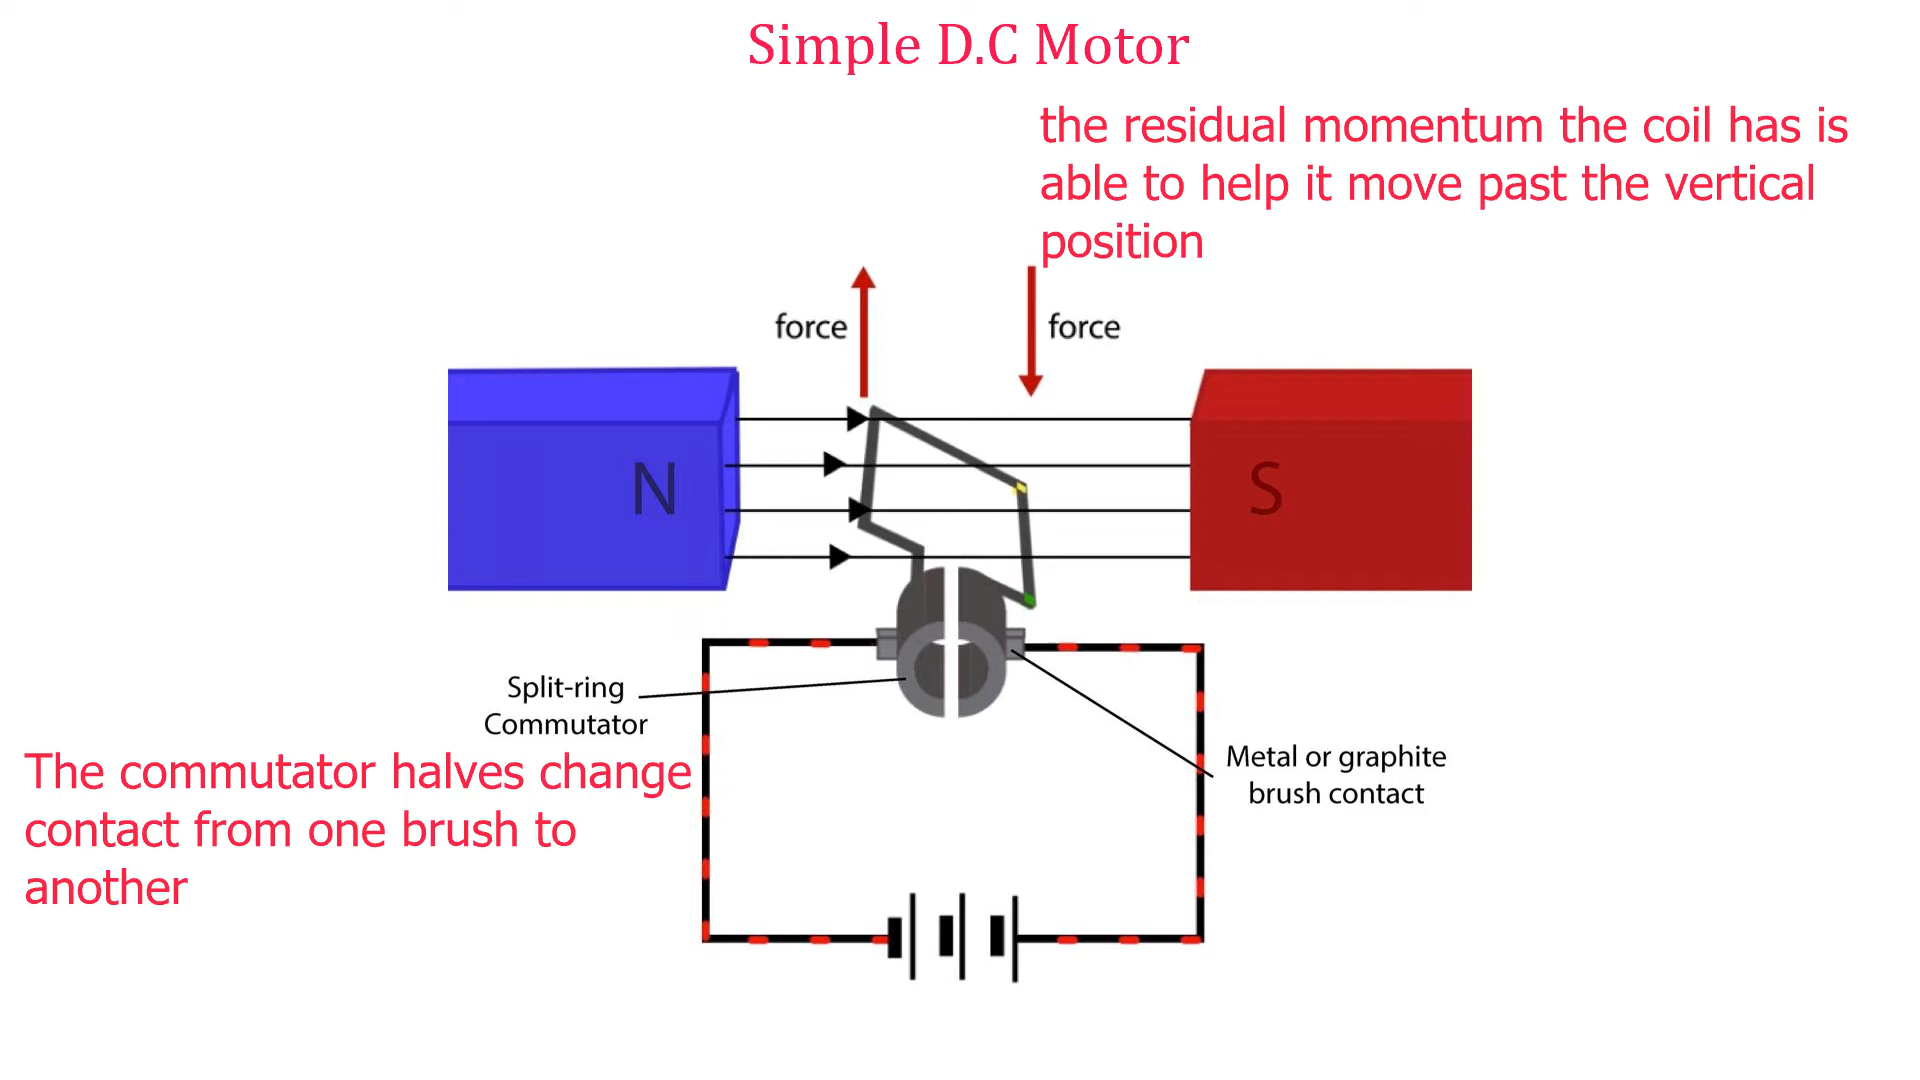 Simple D.C Motor
the residual momentum the coil has is
able to help it move past the vertical
position
force
force
N
S
Split-ring
Commutator
Metal or graphite
brush contact
The commutator halves change
contact from one brush to
another